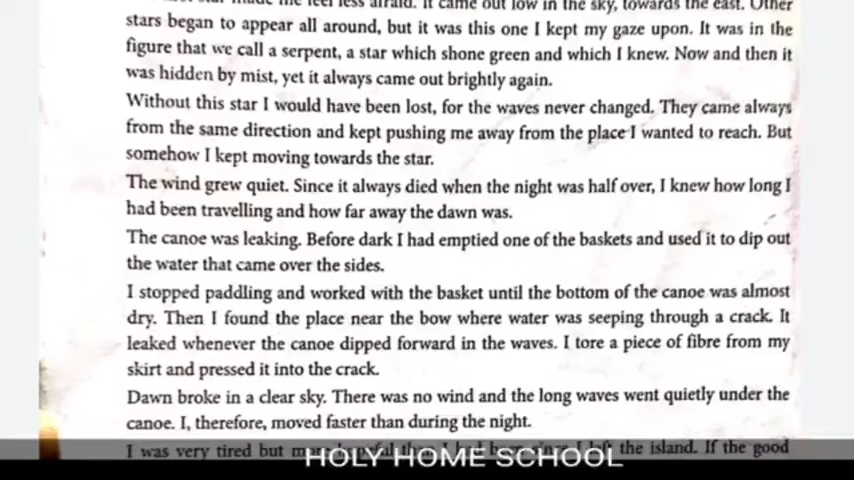 star made me feel less afraid. It came out low in the sky, towards the east. Other
stars began to appear all around, but it was this one I kept my gaze upon. It was in the
figure that we call a serpent, a star which shone green and which I knew. Now and then it
was hidden by mist, yet it always came out brightly again.
Without this star I would have been lost, for the waves never changed. They came always
from the same direction and kept pushing me away from the place I wanted to reach. But
somehow I kept moving towards the star.
The wind grew quiet. Since it always died when the night was half over, I knew how long I
had been travelling and how far away the dawn was.
The canoe was leaking. Before dark I had emptied one of the baskets and used it to dip out
the water that came over the sides.
I stopped paddling and worked with the basket until the bottom of the canoe was almost
dry. Then I found the place near the bow where water was seeping through a crack. It
leaked whenever the canoe dipped forward in the waves. I tore a piece of fibre from my
skirt and pressed it into the crack.
Dawn broke in a clear sky. There was no wind and the long waves went quietly under the
canoe. I, therefore, moved faster than during the night.
I was very tired but more hopeful than I had been since I left the island. If the good
HOLY HOME SCHOOL